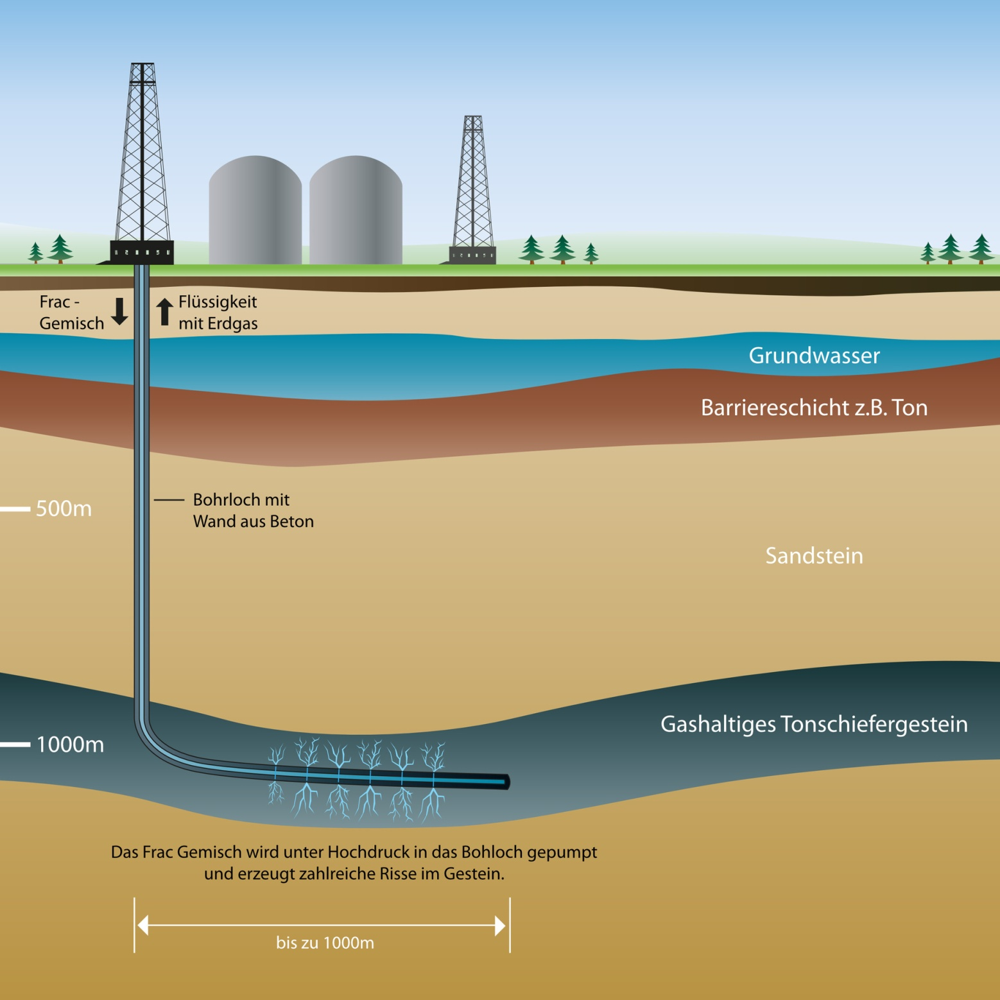 Frac -
Gemisch
Flüssigkeit
mit Erdgas
Grundwasser
Barriereschicht z.B. Ton
Bohrloch mit
Wand aus Beton
500m
Sandstein
Gashaltiges Tonschiefergestein
1000m
Das Frac Gemisch wird unter Hochdruck in das Bohloch gepumpt
und erzeugt zahlreiche Risse im Gestein.
bis zu 1000m